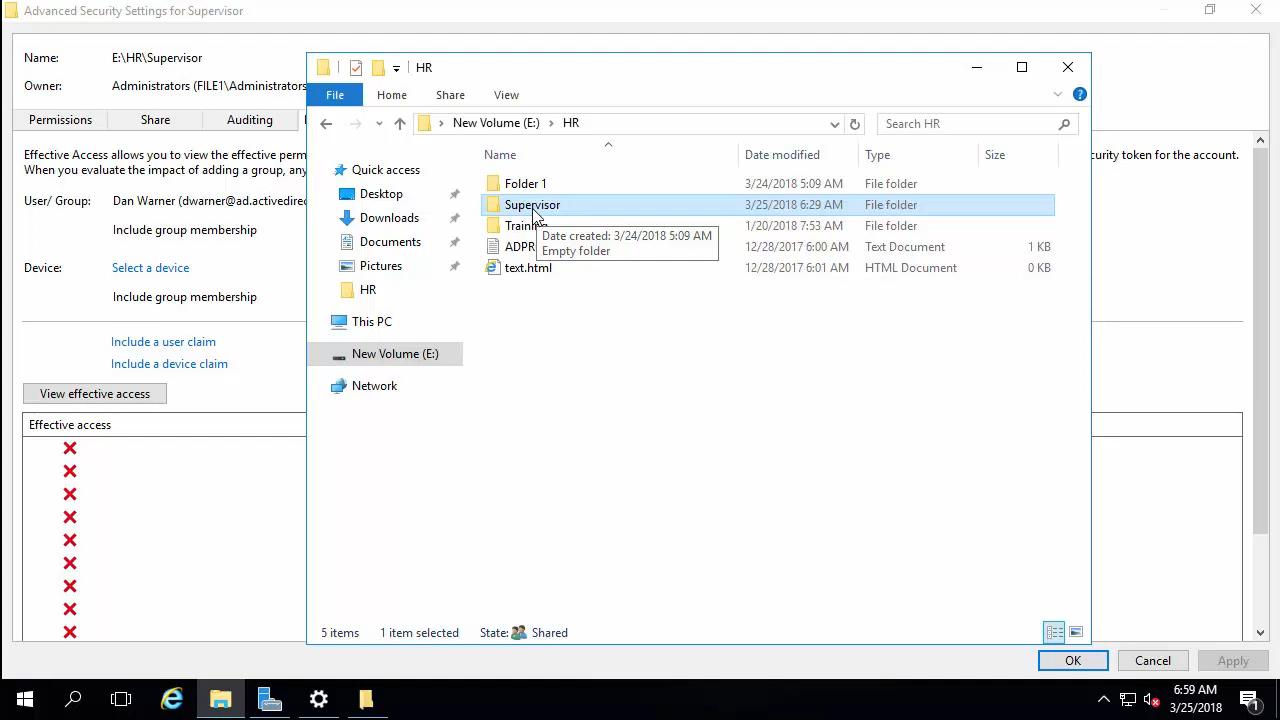 Advanced Security Settings for Supervisor
Name: E:\HR\Supervisor
Owner: Administrators (FILE1\Administrators
Permissions Share Auditing
Effective Access allows you to view the effective perm
When you evaluate the impact of adding a group, any
curity token for the account.
User/ Group: Dan Warner (dwarner@ad.activedirec
Include group membership
Device: Select a device
Include group membership
Include a user claim
Include a device claim
View effective access
Effective access
HR
File Home Share View
New Volume (E:) > HR
Search HR
Quick access
Desktop
Downloads
Documents
Pictures
HR
This PC
New Volume (E:)
Network
Name Date modified Type Size
Folder 1 3/24/2018 5:09 AM File folder
Supervisor 3/25/2018 6:29 AM File folder
1/20/2018 7:53 AM File folder
12/28/2017 6:00 AM Text Document 1 KB
text.html 12/28/2017 6:01 AM HTML Document 0 KB
Date created: 3/24/2018 5:09 AM
Empty folder
5 items 1 item selected State: Shared
OK Cancel Apply
6:59 AM
3/25/2018
1